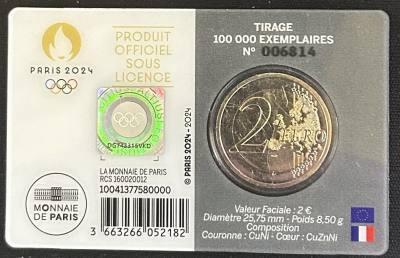 PARIS 2024
PRODUIT
OFFICIEL
SOUS
LICENCE
DG743315VKD
LA MONNAIE DE PARIS
RCS 160020012
10041377580000
MONNAIE
DE PARIS
3 663266 052182
© PARIS 2024 - 2024
TIRAGE
100 000 EXEMPLAIRES
N° 006814
2 EURO
Valeur Faciale : 2 €
Diamètre 25,75 mm - Poids 8,50 g
Composition
Couronne : CuNi - Cœur : CuZnNi